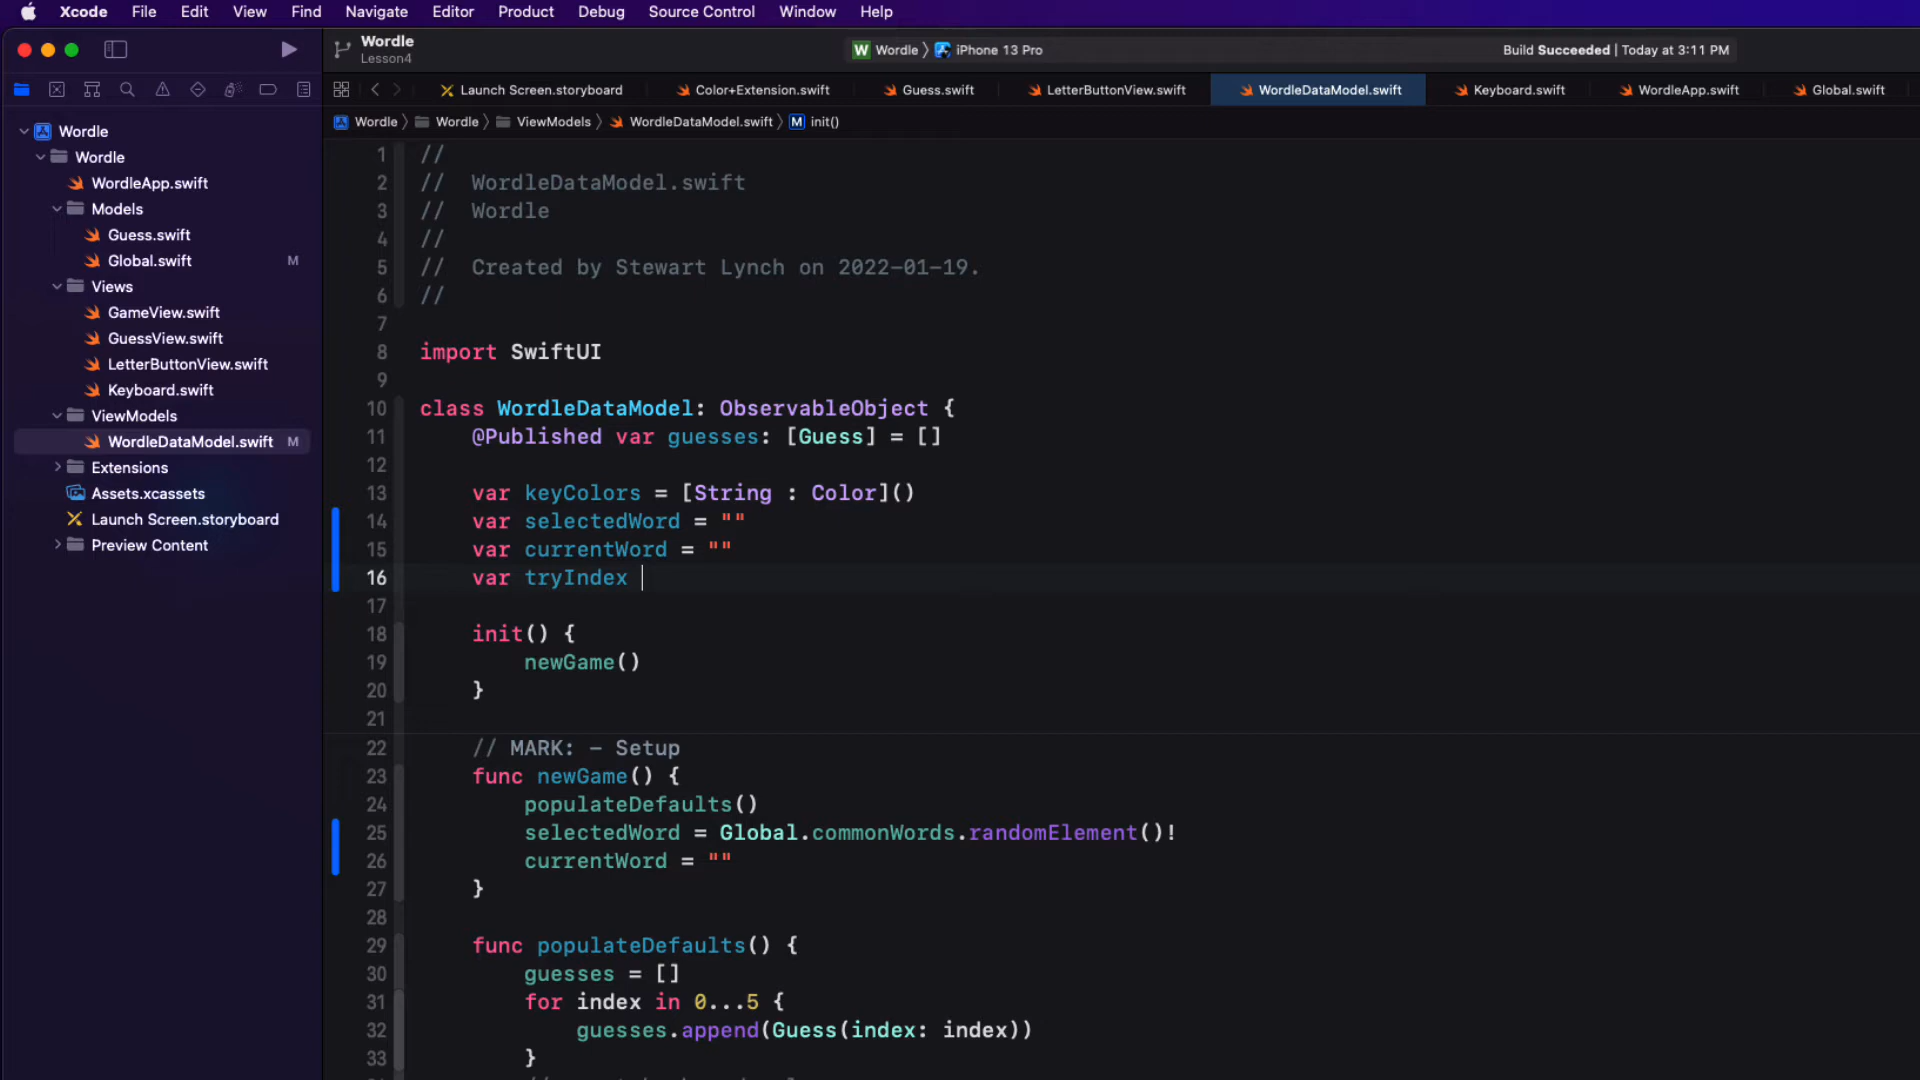 Xcode File Edit View Find Navigate Editor Product Debug Source Control Window Help
Wordle
Lesson4
Wordle 〉 iPhone 13 Pro
Build Succeeded | Today at 3:11 PM
Launch Screen.storyboard Color+Extension.swift Guess.swift LetterButtonView.swift WordleDataModel.swift Keyboard.swift WordleApp.swift Global.swift
Wordle 〉 Wordle 〉 ViewModels 〉 WordleDataModel.swift 〉 M init()
Wordle
Wordle
WordleApp.swift
Models
Guess.swift
Global.swift M
Views
GameView.swift
GuessView.swift
LetterButtonView.swift
Keyboard.swift
ViewModels
WordleDataModel.swift M
Extensions
Assets.xcassets
Launch Screen.storyboard
Preview Content
1 //
2 // WordleDataModel.swift
3 // Wordle
4 //
5 // Created by Stewart Lynch on 2022-01-19.
6 //
7
8 import SwiftUI
9
10 class WordleDataModel: ObservableObject {
11 @Published var guesses: [Guess] = []
12
13 var keyColors = [String : Color]()
14 var selectedWord = ""
15 var currentWord = ""
16 var tryIndex
17
18 init() {
19 newGame()
20 }
21
22 // MARK: - Setup
23 func newGame() {
24 populateDefaults()
25 selectedWord = Global.commonWords.randomElement()!
26 currentWord = ""
27 }
28
29 func populateDefaults() {
30 guesses = []
31 for index in 0...5 {
32 guesses.append(Guess(index: index))
33 }